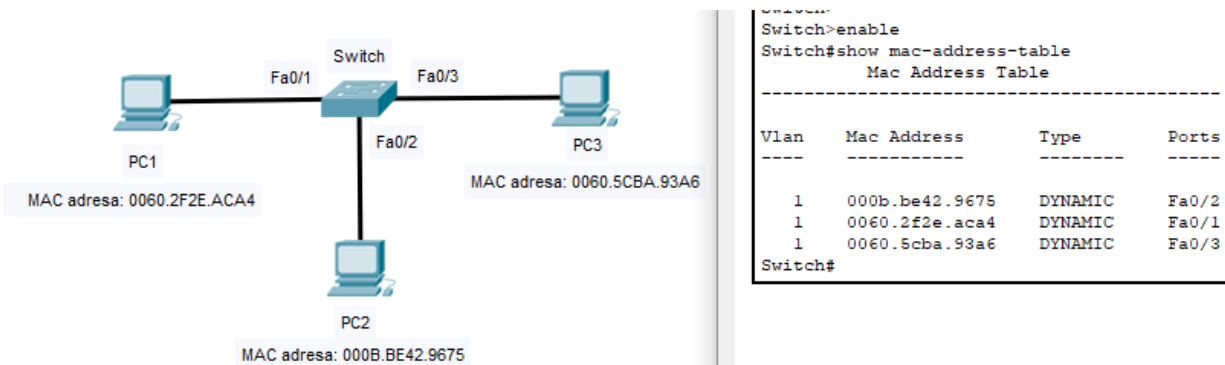 Switch
Fa0/1
Fa0/3
Fa0/2
PC1
PC3
MAC adresa: 0060.2F2E.ACA4
MAC adresa: 0060.5CBA.93A6
PC2
MAC adresa: 000B.BE42.9675
Switch>enable
Switch#show mac-address-table
Mac Address Table
-------------------------------------------
Vlan    Mac Address       Type        Ports
----    -----------       --------    -----
1    000b.be42.9675    DYNAMIC     Fa0/2
1    0060.2f2e.aca4    DYNAMIC     Fa0/1
1    0060.5cba.93a6    DYNAMIC     Fa0/3
Switch#